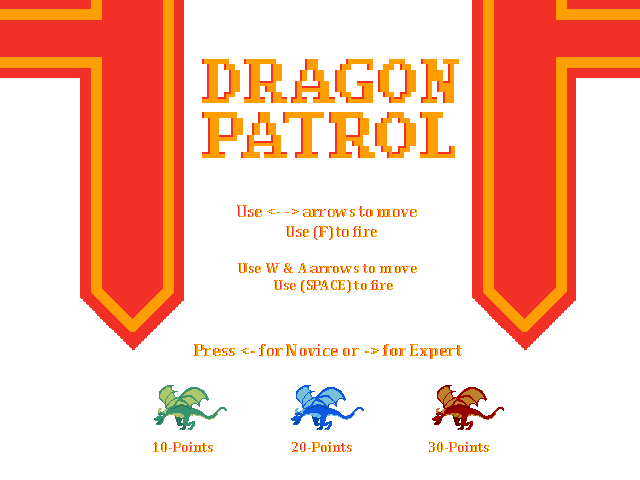 DRAGON
PATROL
Use <- -> arrows to move
Use (F) to fire
Use W & A arrows to move
Use (SPACE) to fire
Press <- for Novice or -> for Expert
10-Points 20-Points 30-Points